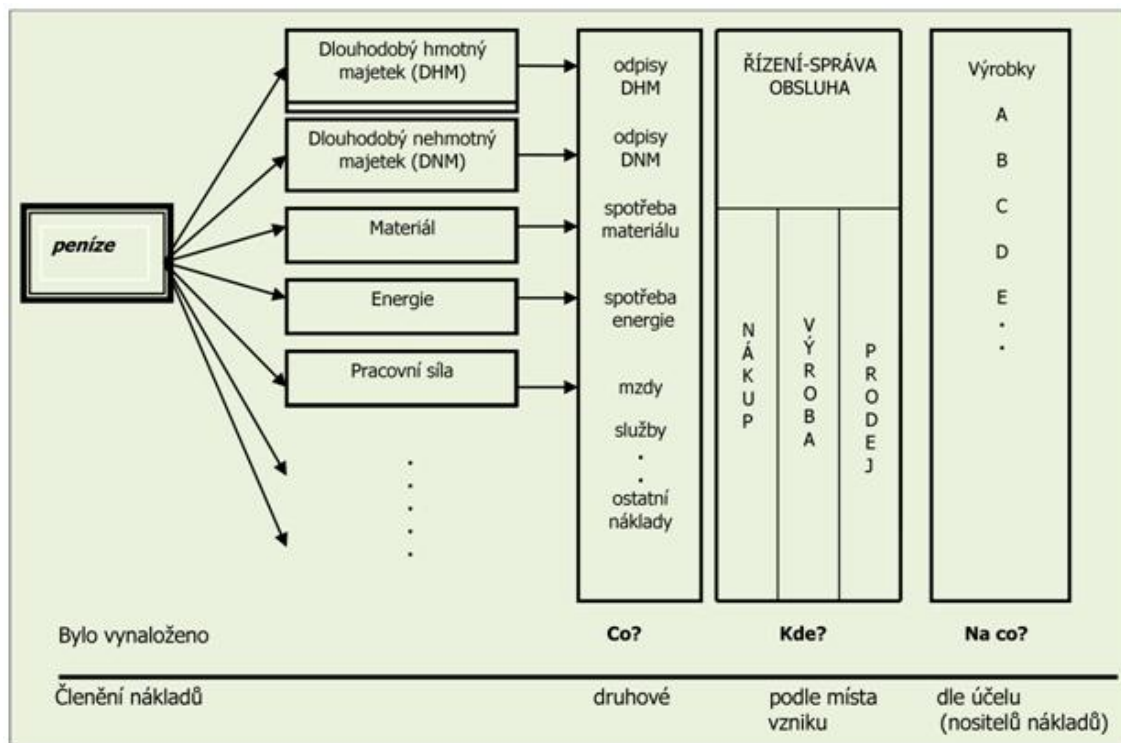 peníze
Dlouhodobý hmotný
majetek (DHM)
Dlouhodobý nehmotný
majetek (DNM)
Materiál
Energie
Pracovní síla
odpisy
DHM
odpisy
DNM
spotřeba
materiálu
spotřeba
energie
mzdy
služby
ostatní
náklady
ŘÍZENÍ-SPRÁVA
OBSLUHA
NÁKUP
VÝROBA
PRODEJ
Výrobky
A
B
C
D
E
Bylo vynaloženo
Co?
Kde?
Na co?
Členění nákladů
druhové
podle místa
vzniku
dle účelu
(nositelů nákladů)